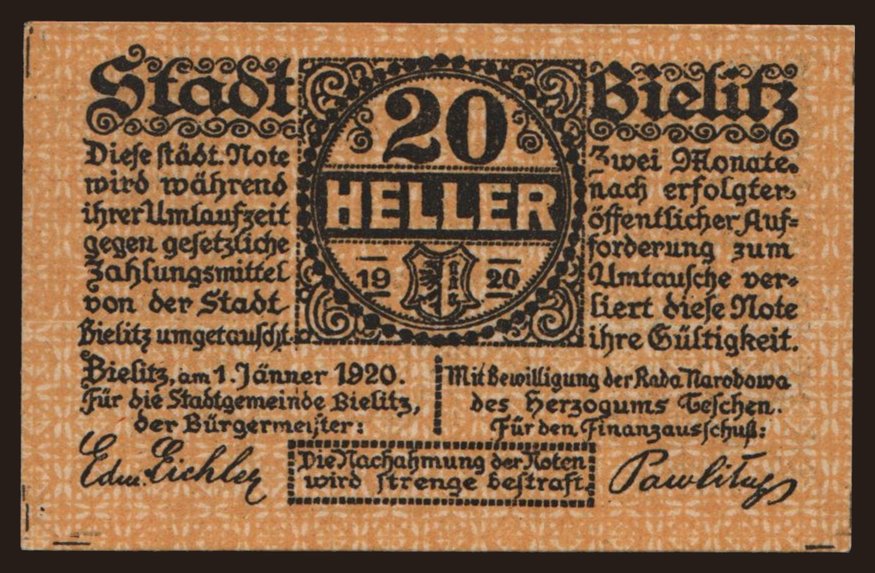 Stadt
Bielitz
20
HELLER
19 20
Diese städt. Note
wird während
ihrer Umlaufzeit
gegen gesetzliche
Zahlungsmittel
von der Stadt
Bielitz umgetauscht.
Zwei Monate
nach erfolgter
öffentlicher Auf=
forderung zum
Umtausche ver=
liert diese Note
ihre Gültigkeit.
Bielitz, am 1. Jänner 1920.
Für die Stadtgemeinde Bielitz,
der Bürgermeister:
Edm. Eichler
Mit Bewilligung der Rada Narodowa
des Herzogums Teschen.
Für den Finanzausschuß:
Die Nachahmung der Noten
wird strenge bestraft.